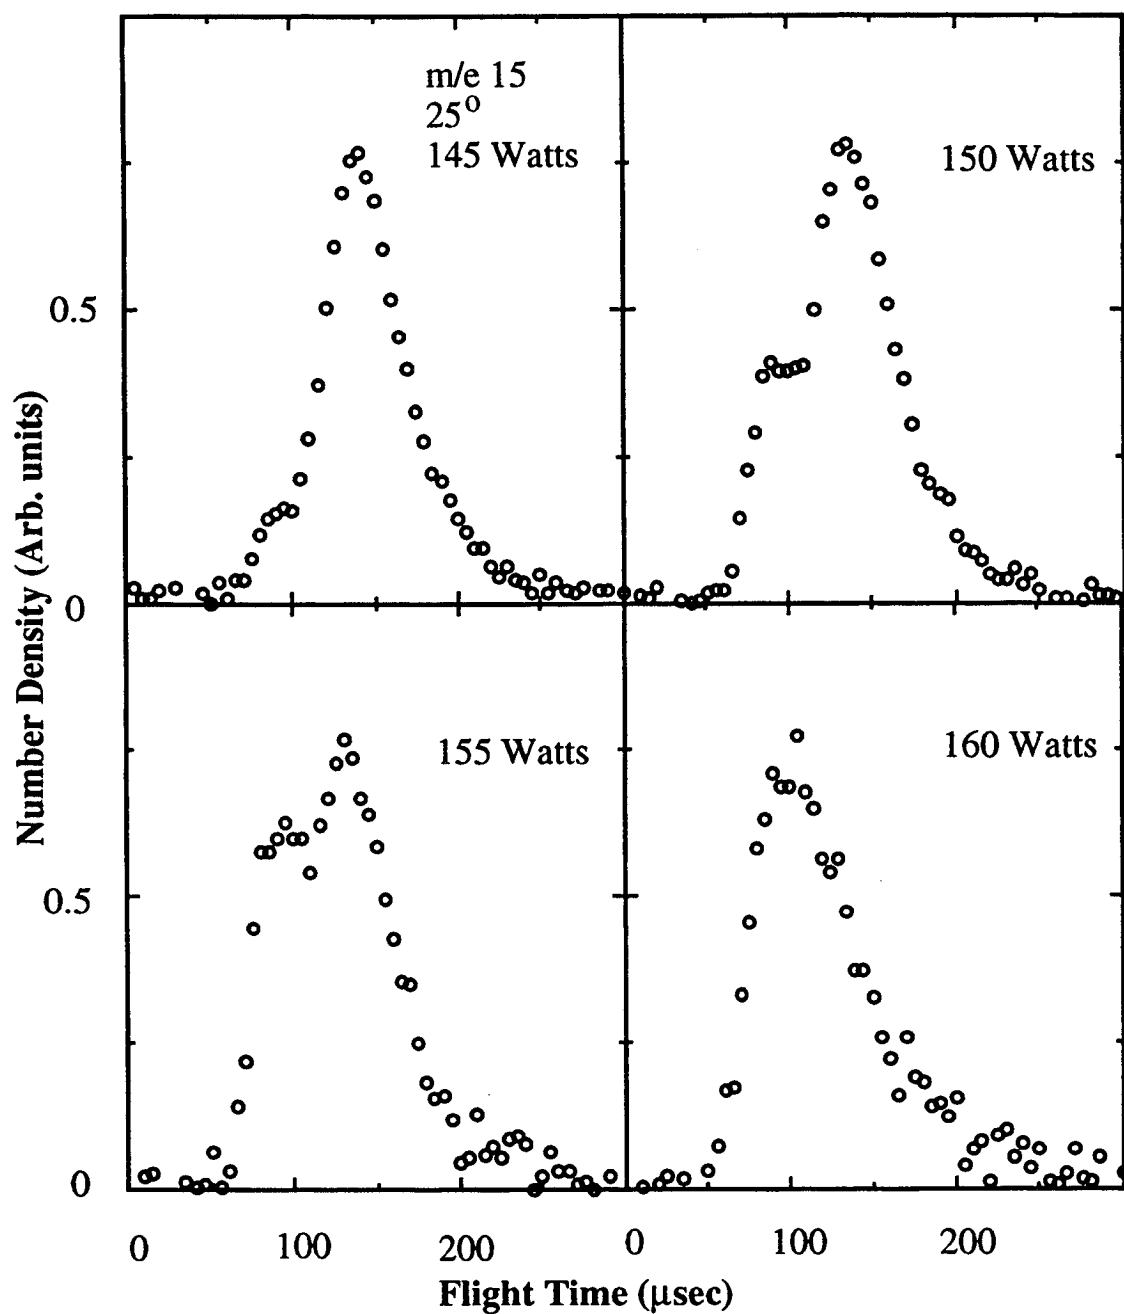 m/e 15
25°
145 Watts
150 Watts
0.5
0
155 Watts
160 Watts
0.5
0
0 100 200 0 100 200
Number Density (Arb. units)
Flight Time (μsec)